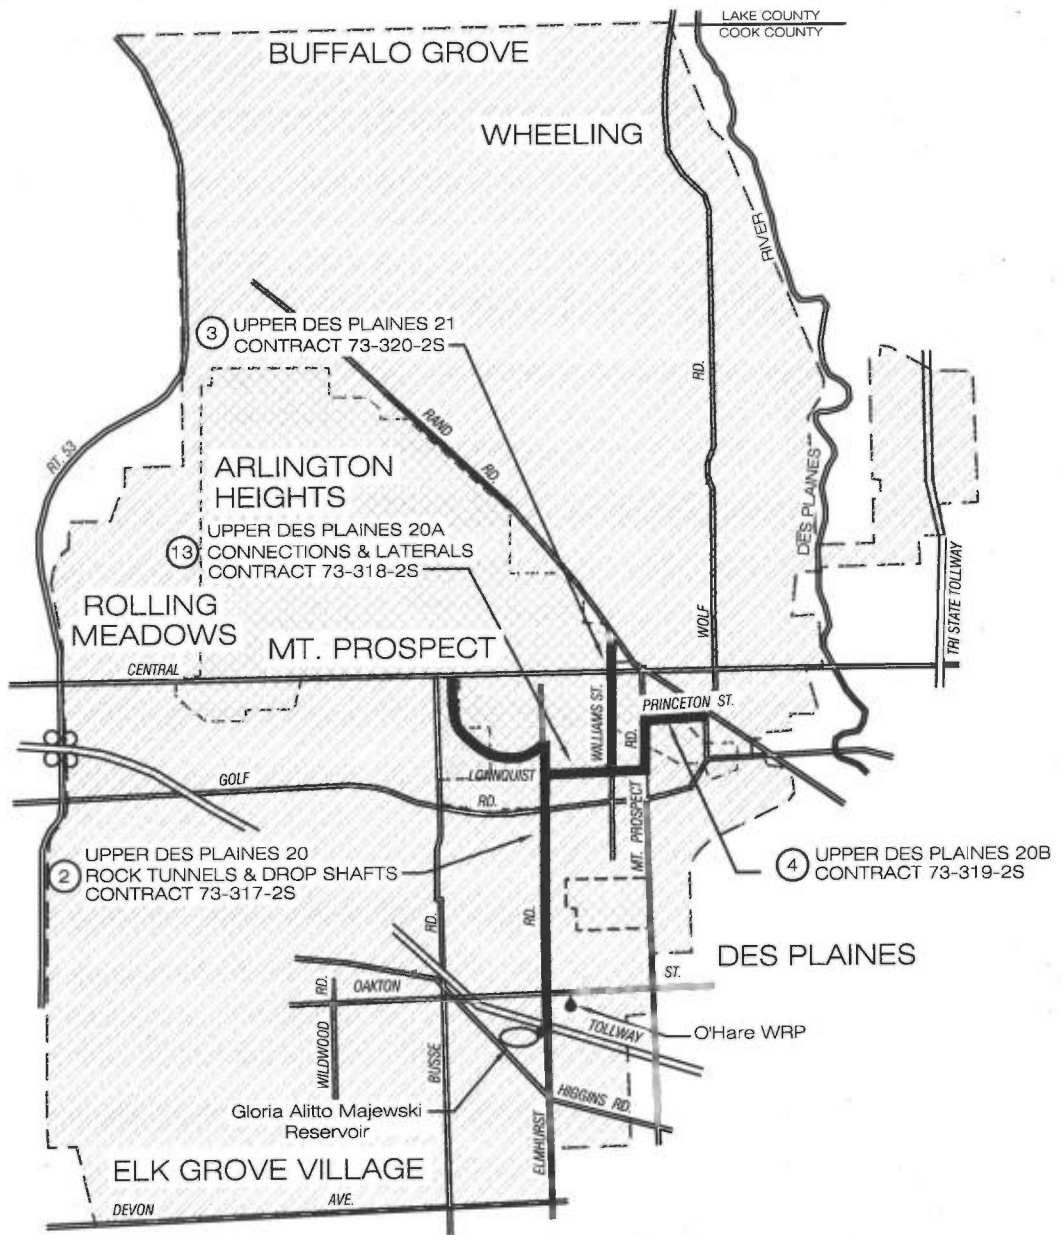 LAKE COUNTY
COOK COUNTY
BUFFALO GROVE
WHEELING
RIVER
3 UPPER DES PLAINES 21
CONTRACT 73-320-2S
RD.
RAND
RD.
RT. 53
ARLINGTON
HEIGHTS
DES PLAINES
13 UPPER DES PLAINES 20A
CONNECTIONS & LATERALS
CONTRACT 73-318-2S
ROLLING
MEADOWS
WOLF
TRI STATE TOLLWAY
MT. PROSPECT
CENTRAL
WILLIAMS ST.
PRINCETON ST.
RD.
LONNQUIST
GOLF
RD.
MT. PROSPECT
2 UPPER DES PLAINES 20
ROCK TUNNELS & DROP SHAFTS
CONTRACT 73-317-2S
4 UPPER DES PLAINES 20B
CONTRACT 73-319-2S
RD.
RD.
DES PLAINES
ST.
RD.
OAKTON
WILDWOOD
TOLLWAY
O'Hare WRP
BUSSE
HIGGINS RD.
Gloria Alitto Majewski
Reservoir
ELMHURST
ELK GROVE VILLAGE
DEVON
AVE.